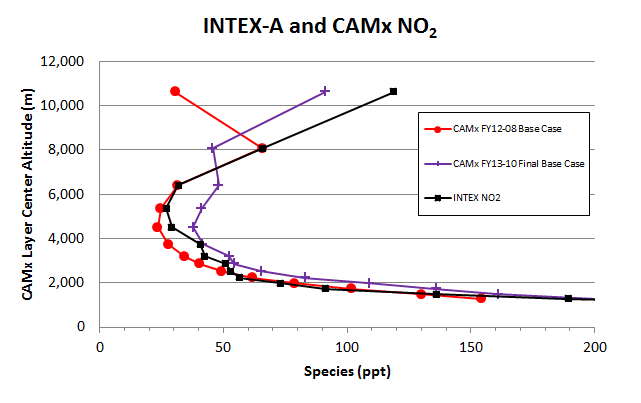 INTEX-A and CAMx NO2
12,000
10,000
8,000
6,000
4,000
2,000
0
CAMx Layer Center Altitude (m)
CAMx FY12-08 Base Case
CAMx FY13-10 Final Base Case
INTEX NO2
0
50
100
150
200
Species (ppt)